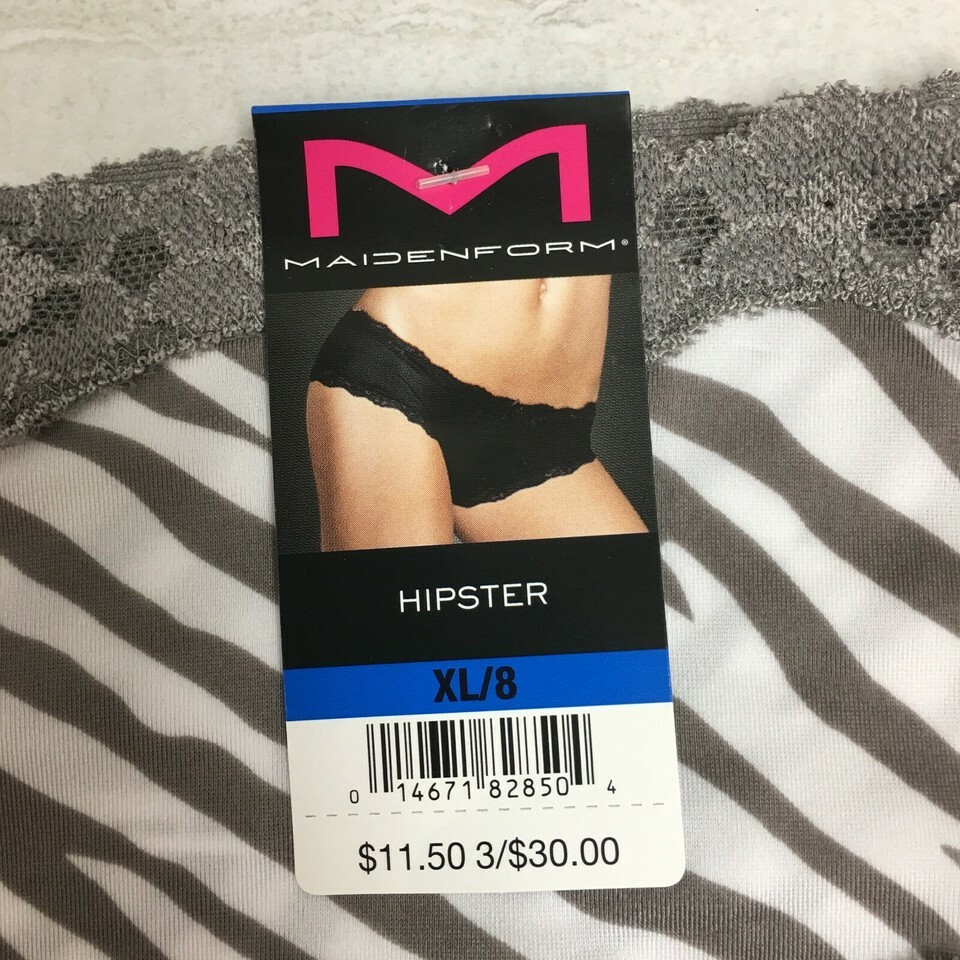 MAIDENFORM®
HIPSTER
XL/8
0 14671 82850 4
$11.50 3/$30.00